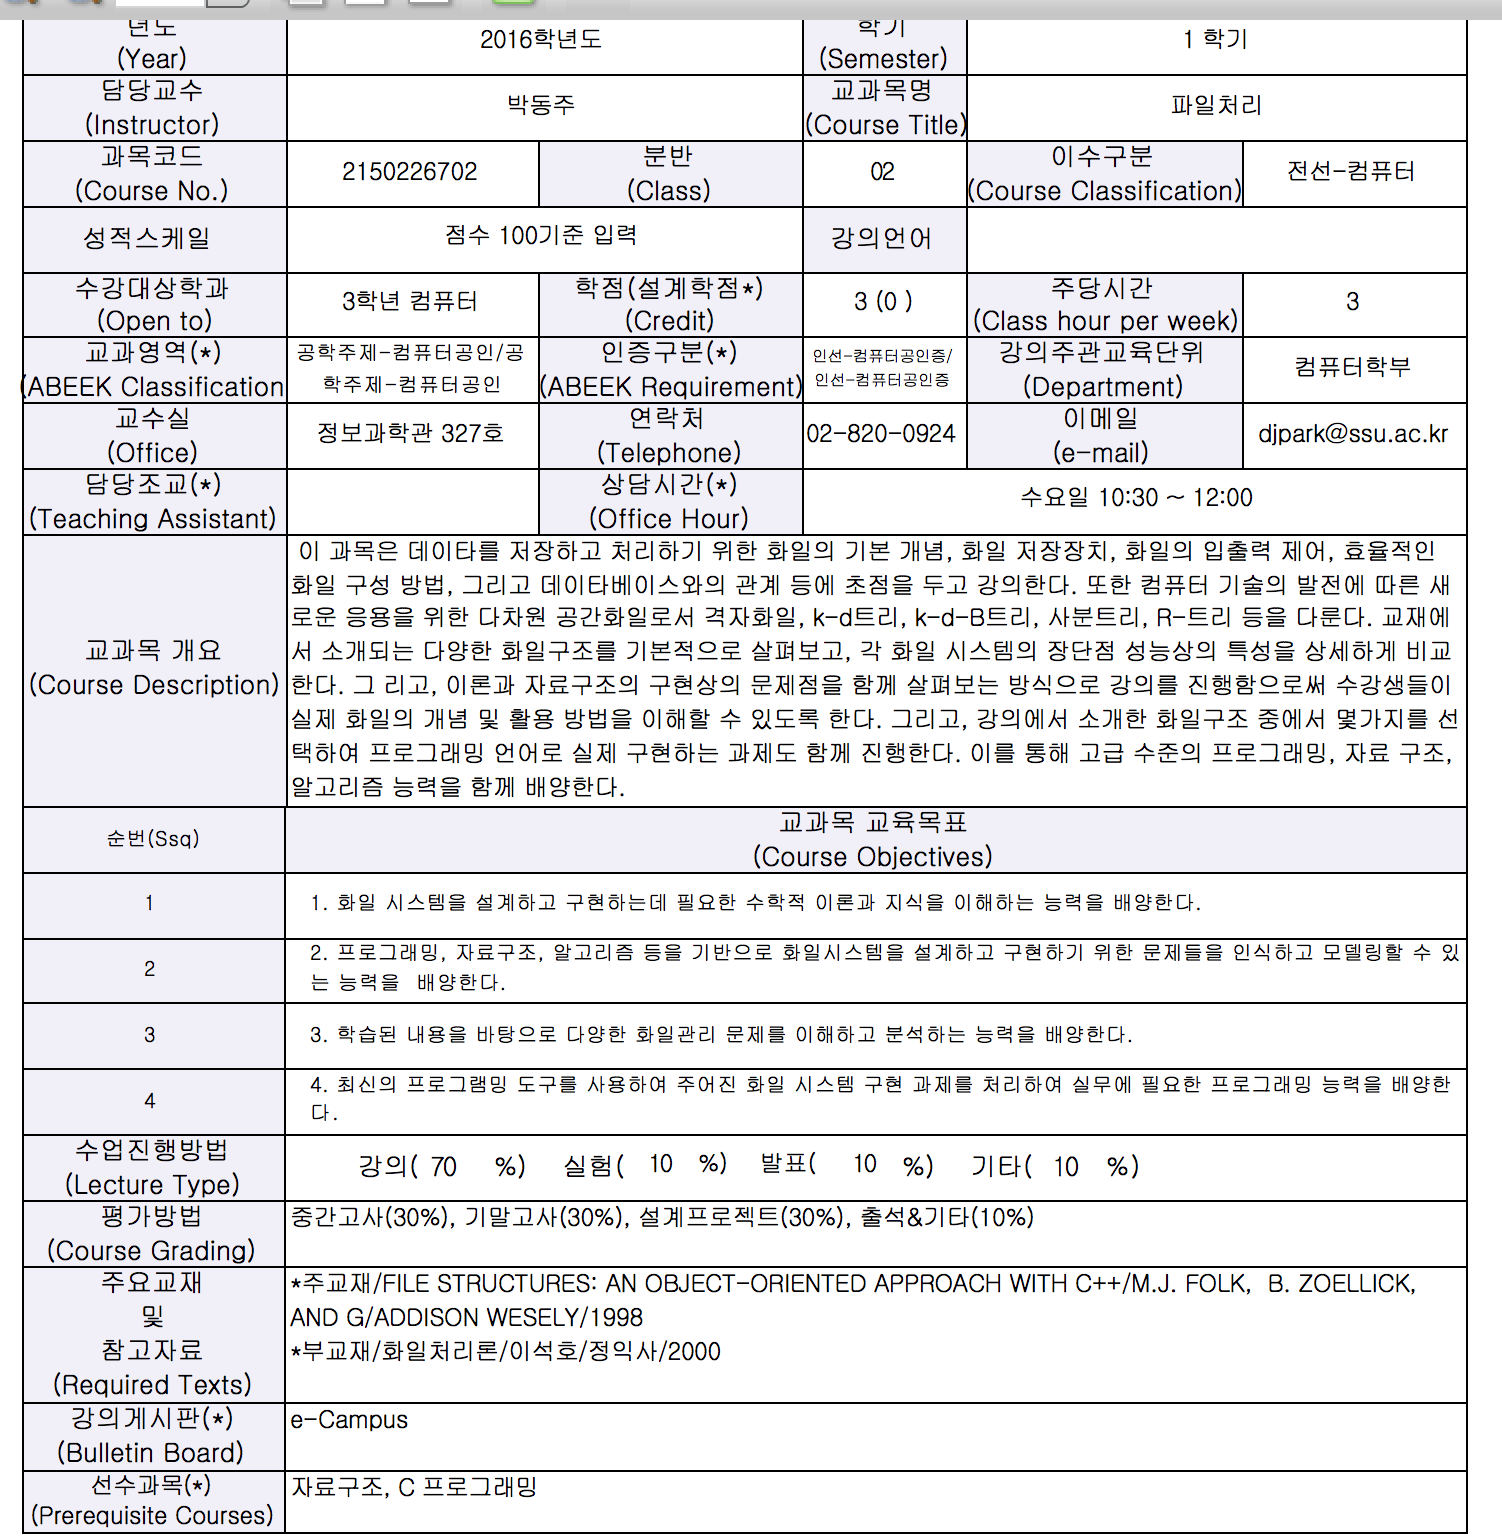 년도
(Year)
2016학년도
학기
(Semester)
1 학기
담당교수
(Instructor)
박동주
교과목명
(Course Title)
파일처리
과목코드
(Course No.)
2150226702
분반
(Class)
02
이수구분
(Course Classification)
전선-컴퓨터
성적스케일
점수 100기준 입력
강의언어
수강대상학과
(Open to)
3학년 컴퓨터
학점(설계학점*)
(Credit)
3 (0 )
주당시간
(Class hour per week)
3
교과영역(*)
(ABEEK Classification
공학주제-컴퓨터공인/공
학주제-컴퓨터공인
인증구분(*)
(ABEEK Requirement)
인선-컴퓨터공인증/
인선-컴퓨터공인증
강의주관교육단위
(Department)
컴퓨터학부
교수실
(Office)
정보과학관 327호
연락처
(Telephone)
02-820-0924
이메일
(e-mail)
djpark@ssu.ac.kr
담당조교(*)
(Teaching Assistant)
상담시간(*)
(Office Hour)
수요일 10:30 ~ 12:00
교과목 개요
(Course Description)
이 과목은 데이타를 저장하고 처리하기 위한 화일의 기본 개념, 화일 저장장치, 화일의 입출력 제어, 효율적인
화일 구성 방법, 그리고 데이타베이스와의 관계 등에 초점을 두고 강의한다. 또한 컴퓨터 기술의 발전에 따른 새
로운 응용을 위한 다차원 공간화일로서 격자화일, k-d트리, k-d-B트리, 사분트리, R-트리 등을 다룬다. 교재에
서 소개되는 다양한 화일구조를 기본적으로 살펴보고, 각 화일 시스템의 장단점 성능상의 특성을 상세하게 비교
한다. 그 리고, 이론과 자료구조의 구현상의 문제점을 함께 살펴보는 방식으로 강의를 진행함으로써 수강생들이
실제 화일의 개념 및 활용 방법을 이해할 수 있도록 한다. 그리고, 강의에서 소개한 화일구조 중에서 몇가지를 선
택하여 프로그래밍 언어로 실제 구현하는 과제도 함께 진행한다. 이를 통해 고급 수준의 프로그래밍, 자료 구조,
알고리즘 능력을 함께 배양한다.
순번(Ssq)
교과목 교육목표
(Course Objectives)
1
1. 화일 시스템을 설계하고 구현하는데 필요한 수학적 이론과 지식을 이해하는 능력을 배양한다.
2
2. 프로그래밍, 자료구조, 알고리즘 등을 기반으로 화일시스템을 설계하고 구현하기 위한 문제들을 인식하고 모델링할 수 있
는 능력을 배양한다.
3
3. 학습된 내용을 바탕으로 다양한 화일관리 문제를 이해하고 분석하는 능력을 배양한다.
4
4. 최신의 프로그램밍 도구를 사용하여 주어진 화일 시스템 구현 과제를 처리하여 실무에 필요한 프로그래밍 능력을 배양한
다.
수업진행방법
(Lecture Type)
강의( 70 %) 실험( 10 %) 발표( 10 %) 기타( 10 %)
평가방법
(Course Grading)
중간고사(30%), 기말고사(30%), 설계프로젝트(30%), 출석&기타(10%)
주요교재
및
참고자료
(Required Texts)
*주교재/FILE STRUCTURES: AN OBJECT-ORIENTED APPROACH WITH C++/M.J. FOLK, B. ZOELLICK,
AND G/ADDISON WESELY/1998
*부교재/화일처리론/이석호/정익사/2000
강의게시판(*)
(Bulletin Board)
e-Campus
선수과목(*)
(Prerequisite Courses)
자료구조, C 프로그래밍